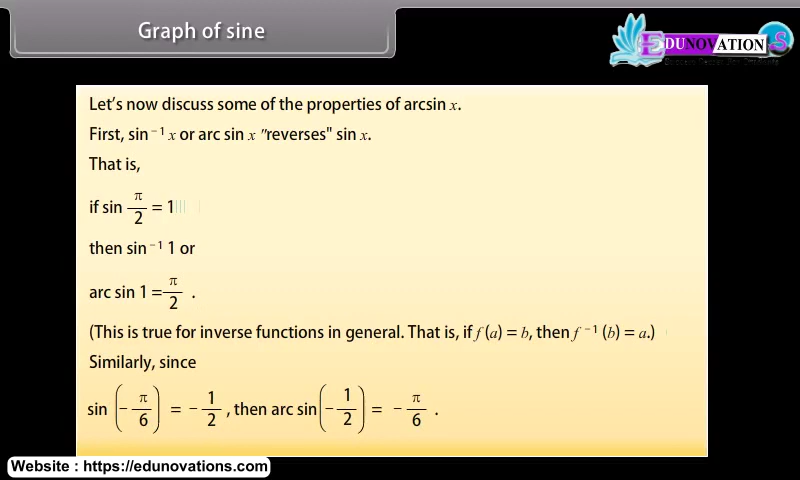 Graph of sine
EDUNOVATION.S
Let's now discuss some of the properties of arcsin x.
First, sin⁻¹ x or arc sin x "reverses" sin x.
That is,
if sin π/2 = 1
then sin⁻¹ 1 or
arc sin 1 = π/2 .
(This is true for inverse functions in general. That is, if f (a) = b, then f ⁻¹ (b) = a.)
Similarly, since
sin (− π/6) = − 1/2 , then arc sin (− 1/2) = − π/6 .
Website : https://edunovations.com